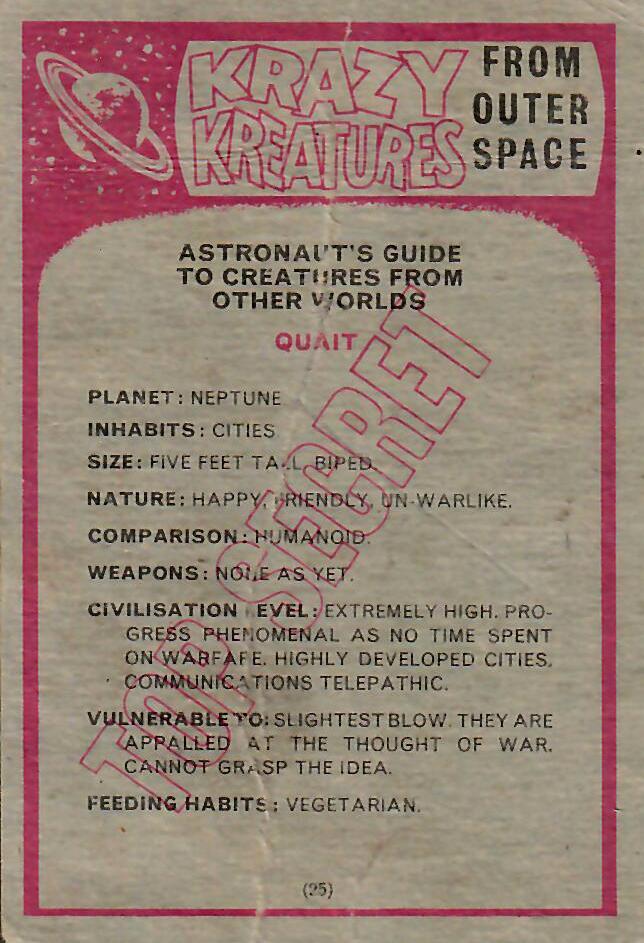 KRAZY
KREATURES
FROM
OUTER
SPACE
ASTRONAUT'S GUIDE
TO CREATURES FROM
OTHER WORLDS
QUAIT
PLANET: NEPTUNE
INHABITS: CITIES
SIZE: FIVE FEET TALL, BIPED.
NATURE: HAPPY, FRIENDLY, UN-WARLIKE.
COMPARISON: HUMANOID.
WEAPONS: NONE AS YET.
CIVILISATION LEVEL: EXTREMELY HIGH. PRO-
GRESS PHENOMENAL AS NO TIME SPENT
ON WARFARE. HIGHLY DEVELOPED CITIES.
COMMUNICATIONS TELEPATHIC.
VULNERABLE TO: SLIGHTEST BLOW. THEY ARE
APPALLED AT THE THOUGHT OF WAR.
CANNOT GRASP THE IDEA.
FEEDING HABITS: VEGETARIAN.
TOP SECRET
(25)